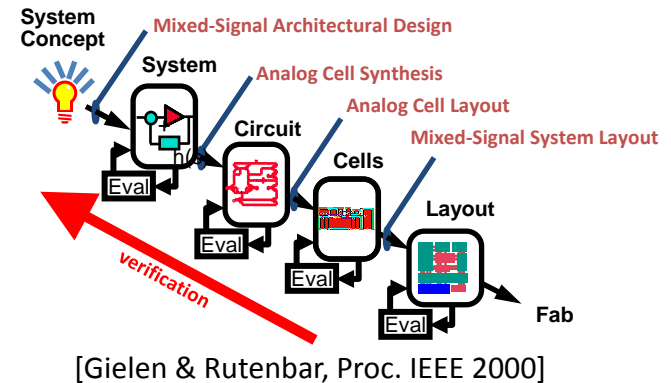 System
Concept
Mixed-Signal Architectural Design
System
Analog Cell Synthesis
Analog Cell Layout
Circuit
Mixed-Signal System Layout
Cells
h(s
Eval
Layout
Eval
Eval
verification
Eval
Fab
[Gielen & Rutenbar, Proc. IEEE 2000]